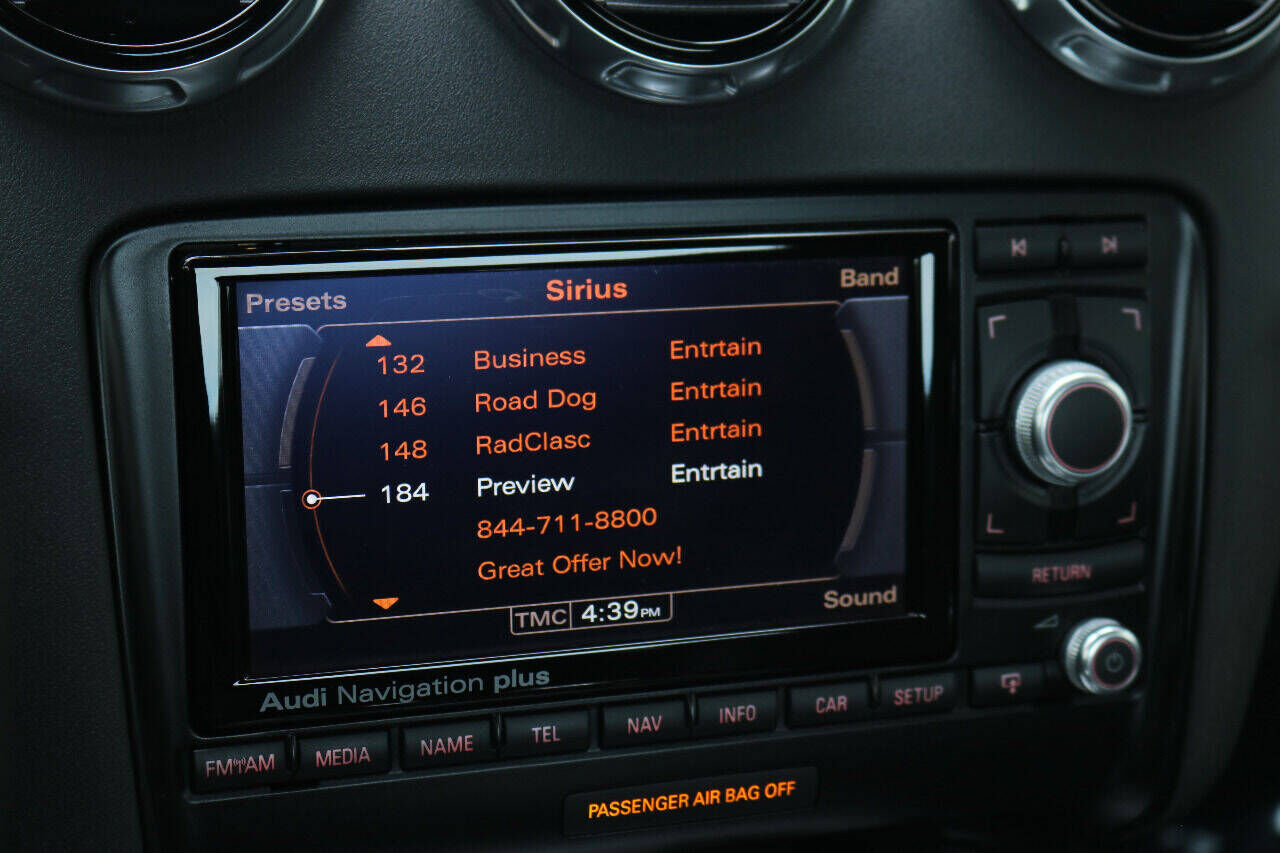 Presets Sirius Band
132 Business Entrtain
146 Road Dog Entrtain
148 RadClasc Entrtain
184 Preview Entrtain
844-711-8800
Great Offer Now!
TMC 4:39PM Sound
Audi Navigation plus
RETURN
FM AM MEDIA NAME TEL NAV INFO CAR SETUP
PASSENGER AIR BAG OFF